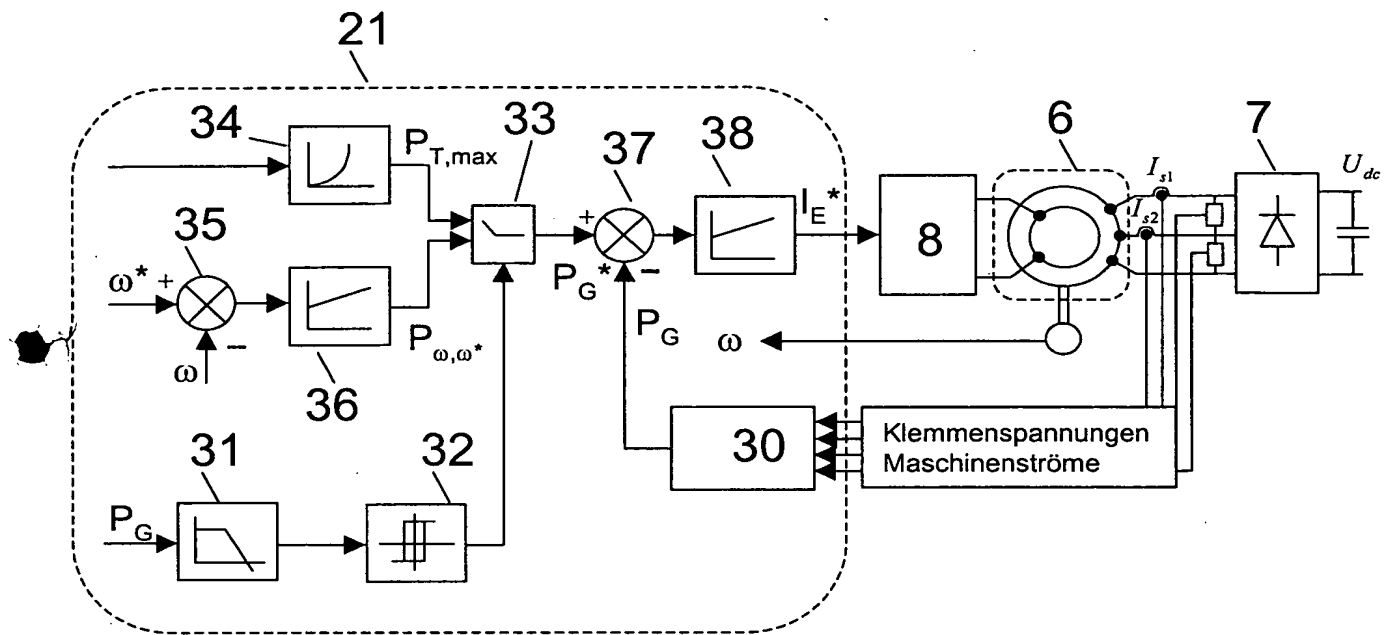 21
34
P_T,max
33
37
38
6
7
I_s1
U_dc
I_s2
I_E*
8
35
ω* +
−
ω
36
P_ω,ω*
+
P_G*
−
P_G
ω
30
Klemmenspannungen
Maschinenströme
31
32
P_G